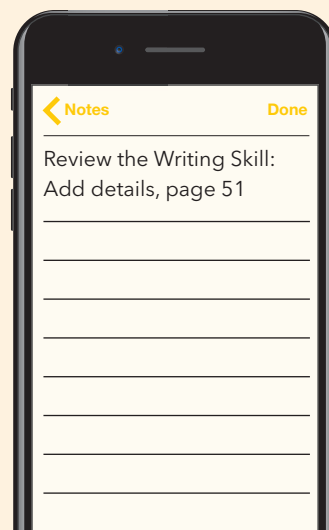 Notes Done
Review the Writing Skill:
Add details, page 51